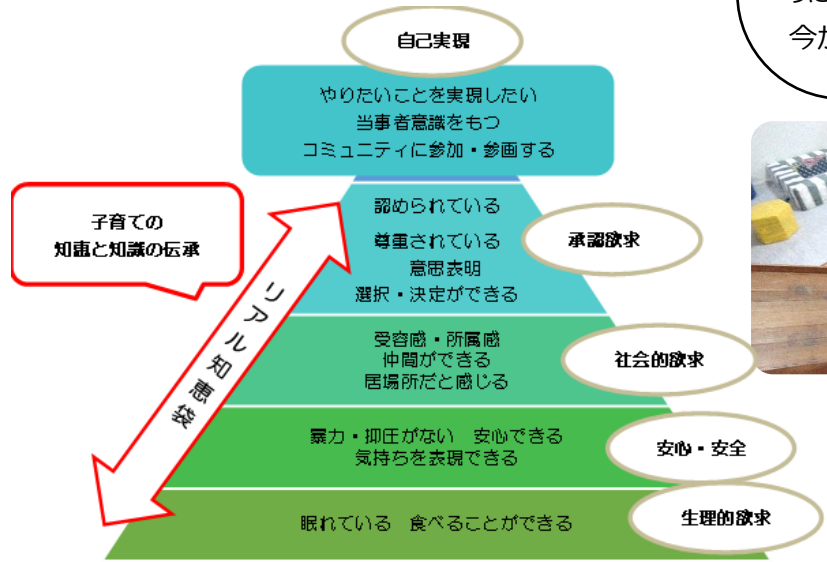 自己実現
やりたいことを実現したい
当事者意識をもつ
コミュニティに参加・参画する
認められている
尊重されている
意思表明
選択・決定ができる
承認欲求
子育ての
知恵と知識の伝承
リアル知恵袋
受容感・所属感
仲間ができる
居場所だと感じる
社会的欲求
暴力・抑圧がない 安心できる
気持ちを表現できる
安心・安全
眠れている 食べることができる
生理的欲求
今が